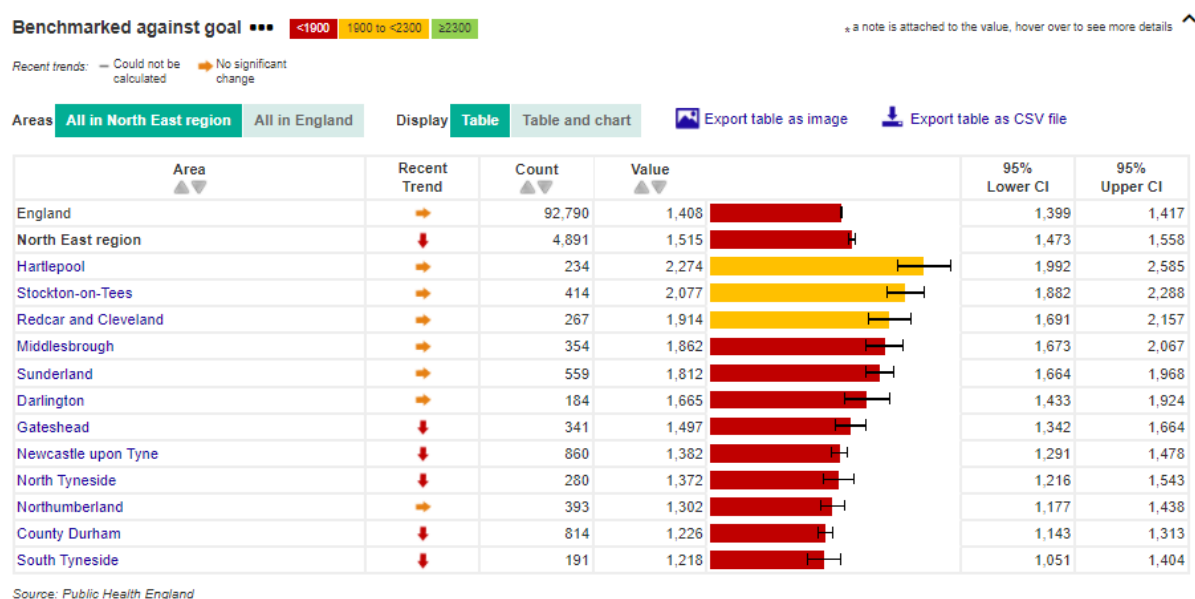 Benchmarked against goal ••• <1900 1900 to <2300 ≥2300 * a note is attached to the value, hover over to see more details
Recent trends: – Could not be calculated No significant change
Areas All in North East region All in England Display Table Table and chart Export table as image Export table as CSV file
Area Recent Trend Count Value 95% Lower CI 95% Upper CI
England 92,790 1,408 1,399 1,417
North East region 4,891 1,515 1,473 1,558
Hartlepool 234 2,274 1,992 2,585
Stockton-on-Tees 414 2,077 1,882 2,288
Redcar and Cleveland 267 1,914 1,691 2,157
Middlesbrough 354 1,862 1,673 2,067
Sunderland 559 1,812 1,664 1,968
Darlington 184 1,665 1,433 1,924
Gateshead 341 1,497 1,342 1,664
Newcastle upon Tyne 860 1,382 1,291 1,478
North Tyneside 280 1,372 1,216 1,543
Northumberland 393 1,302 1,177 1,438
County Durham 814 1,226 1,143 1,313
South Tyneside 191 1,218 1,051 1,404
Source: Public Health England